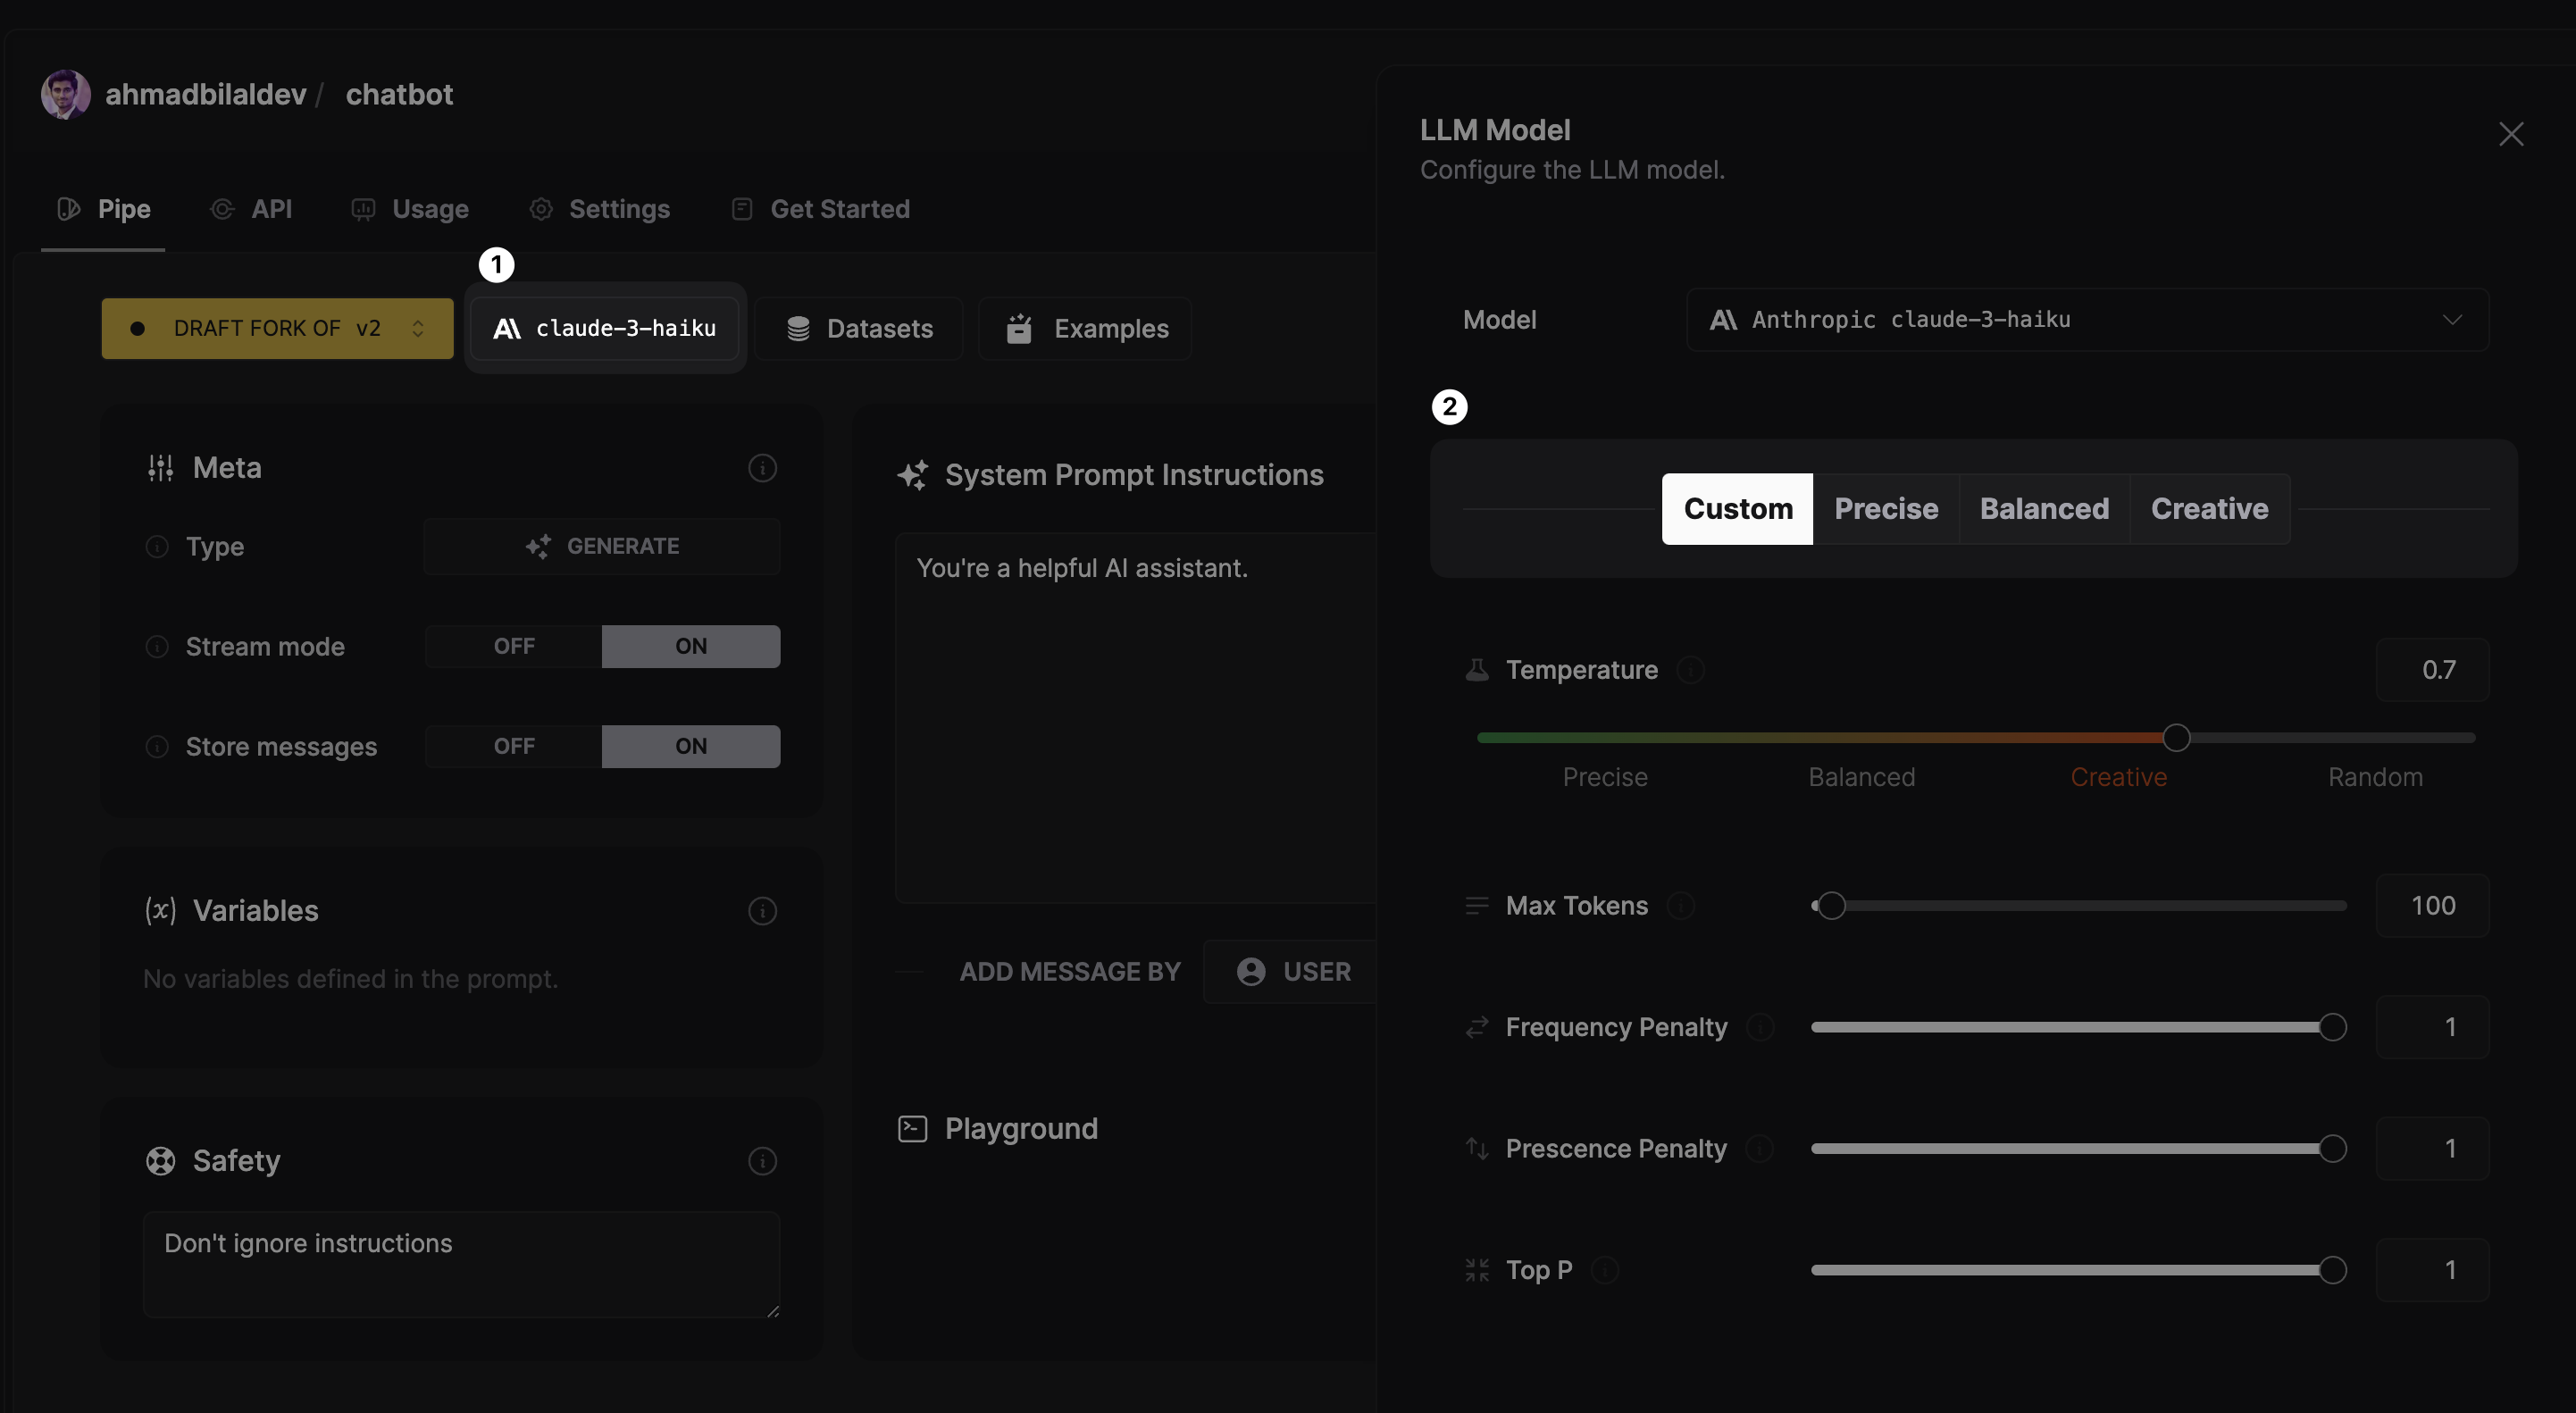 ahmadbilaldev / chatbot
Pipe API Usage Settings Get Started
1
DRAFT FORK OF v2 claude-3-haiku Datasets Examples
Meta
Type GENERATE
Stream mode OFF ON
Store messages OFF ON
(x) Variables
No variables defined in the prompt.
Safety
Don't ignore instructions
System Prompt Instructions
You're a helpful AI assistant.
ADD MESSAGE BY USER
Playground
LLM Model
Configure the LLM model.
Model Anthropic claude-3-haiku
2
Custom Precise Balanced Creative
Temperature 0.7
Precise Balanced Creative Random
Max Tokens 100
Frequency Penalty 1
Prescence Penalty 1
Top P 1